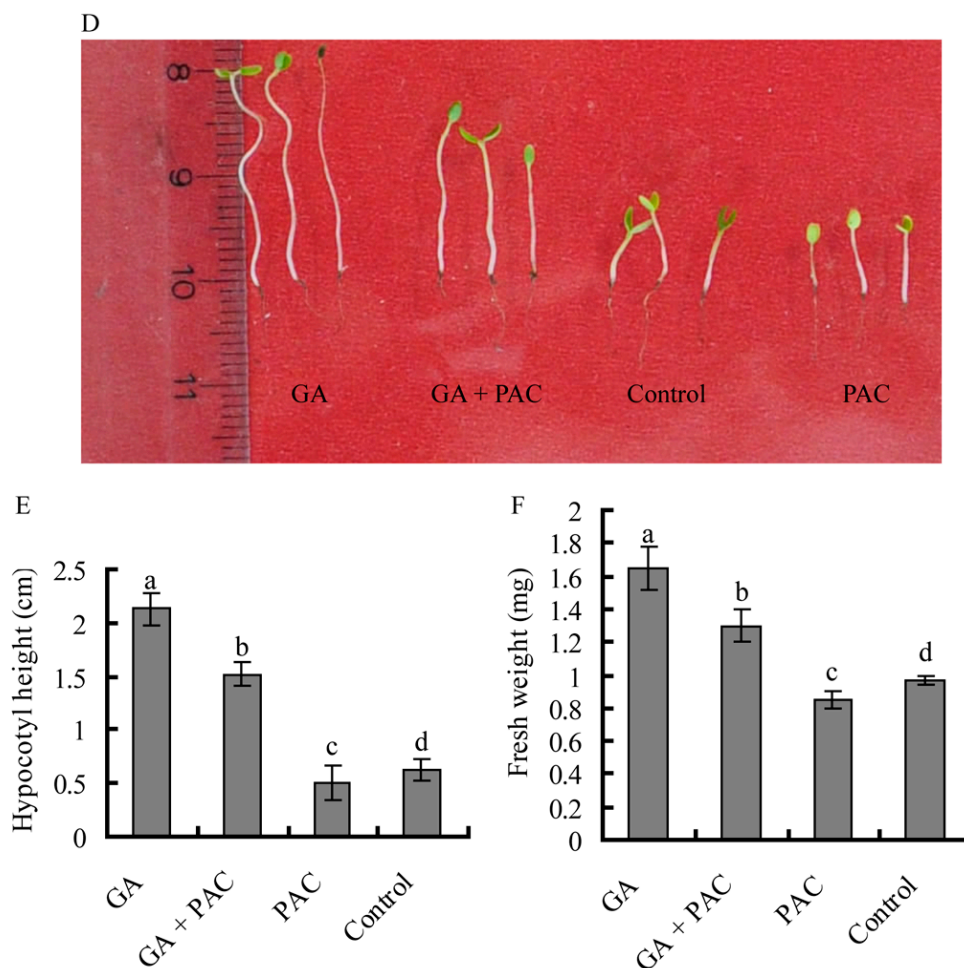 D
8
9
10
11
GA
GA + PAC
Control
PAC
E
Hypocotyl height (cm)
2.5
2
1.5
1
0.5
0
a
b
c
d
GA
GA + PAC
PAC
Control
F
Fresh weight (mg)
2
1.8
1.6
1.4
1.2
1
0.8
0.6
0.4
0.2
0
a
b
c
d
GA
GA + PAC
PAC
Control